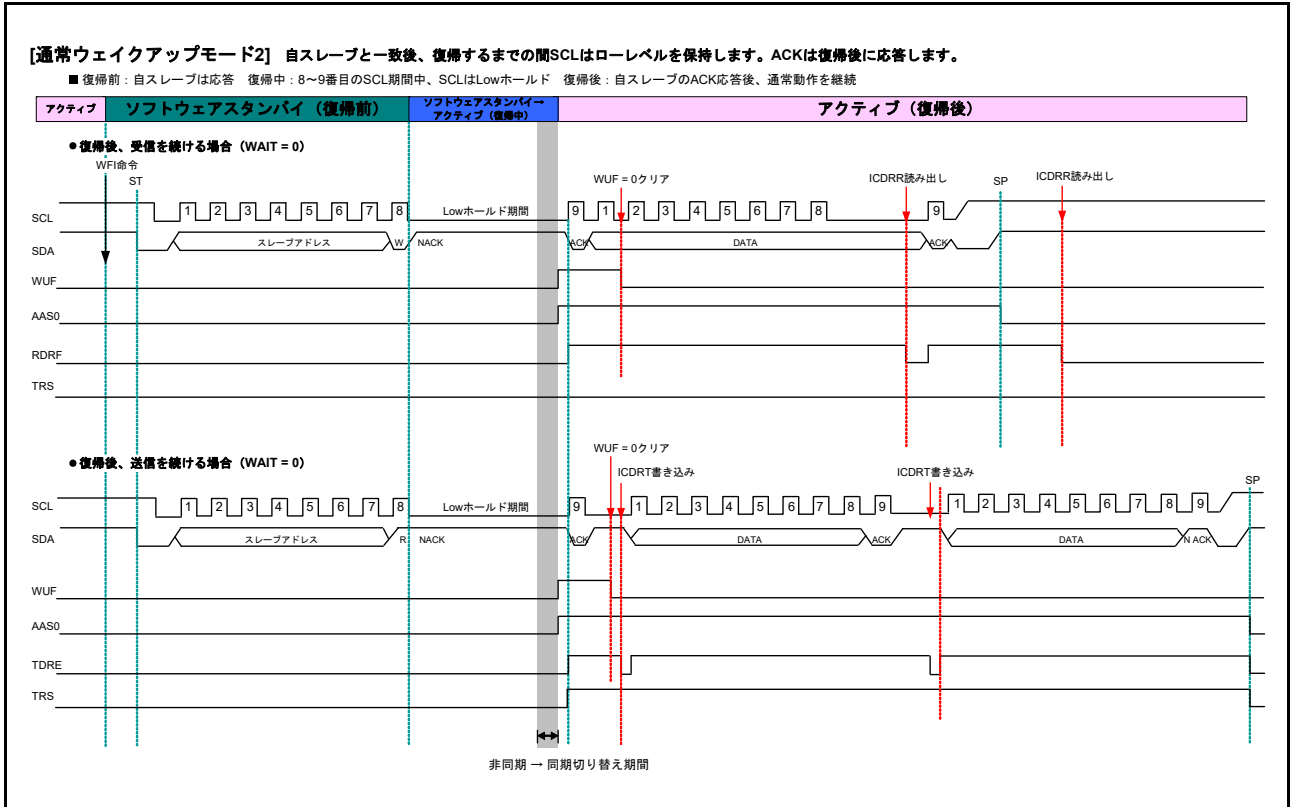 [通常ウェイクアップモード2] 自スレーブと一致後、復帰するまでの間SCLはローレベルを保持します。ACKは復帰後に応答します。
■ 復帰前：自スレーブは応答 復帰中：8～9番目のSCL期間中、SCLはLowホールド 復帰後：自スレーブのACK応答後、通常動作を継続
アクティブ ソフトウェアスタンバイ（復帰前） ソフトウェアスタンバイ→ アクティブ（復帰後）
アクティブ（復帰中）
●復帰後、受信を続ける場合（WAIT = 0）
WFI命令
ST WUF = 0クリア ICDRR読み出し SP ICDRR読み出し
SCL 1 2 3 4 5 6 7 8 Lowホールド期間 9 1 2 3 4 5 6 7 8 9
SDA スレーブアドレス W NACK ACK DATA ACK
WUF
AAS0
RDRF
TRS
WUF = 0クリア
●復帰後、送信を続ける場合（WAIT = 0）
ICDRT書き込み ICDRT書き込み SP
SCL 1 2 3 4 5 6 7 8 Lowホールド期間 9 1 2 3 4 5 6 7 8 9 1 2 3 4 5 6 7 8 9
SDA スレーブアドレス R NACK ACK DATA ACK DATA N ACK
WUF
AAS0
TDRE
TRS
非同期 → 同期切り替え期間